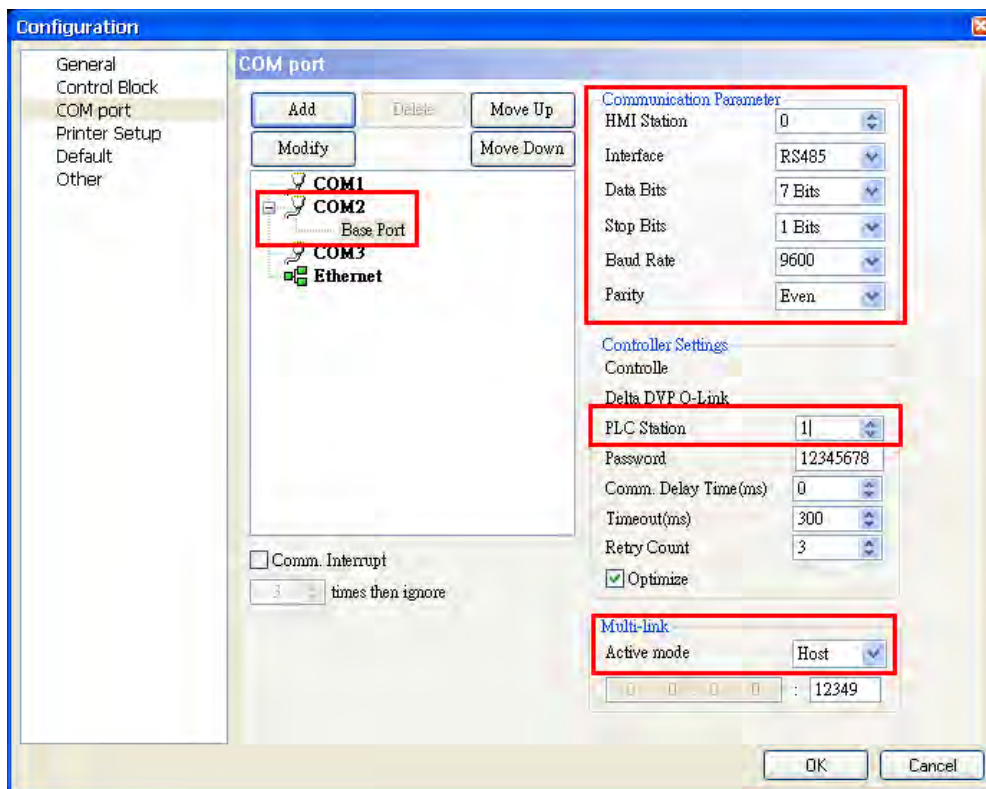 Configuration
General
Control Block
COM port
Printer Setup
Default
Other
COM port
Add
Delete
Move Up
Modify
Move Down
COM1
COM2
Base Port
COM3
Ethernet
Comm. Interrupt
3 times then ignore
Communication Parameter
HMI Station 0
Interface RS485
Data Bits 7 Bits
Stop Bits 1 Bits
Baud Rate 9600
Parity Even
Controller Settings
Controlle
Delta DVP O-Link
PLC Station 1
Password 12345678
Comm. Delay Time(ms) 0
Timeout(ms) 300
Retry Count 3
Optimize
Multi-link
Active mode Host
0 0 0 0 : 12349
OK
Cancel